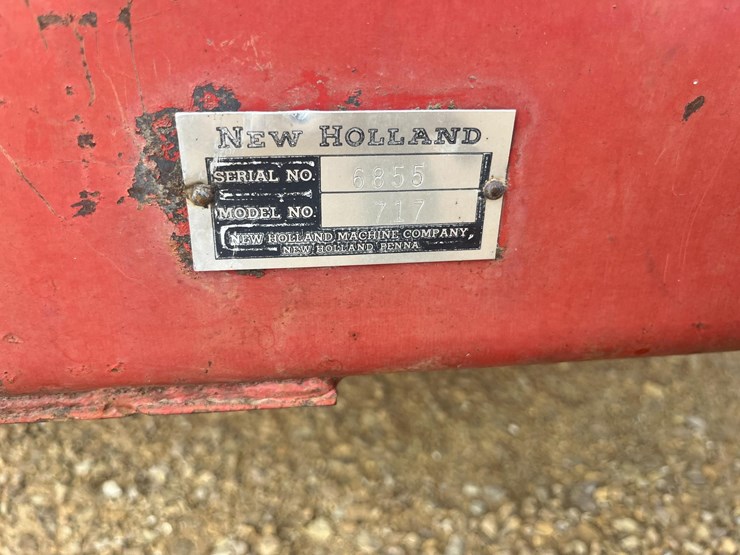 NEW HOLLAND
SERIAL NO. 6855
MODEL NO. 717
NEW HOLLAND MACHINE COMPANY,
NEW HOLLAND, PENNA.